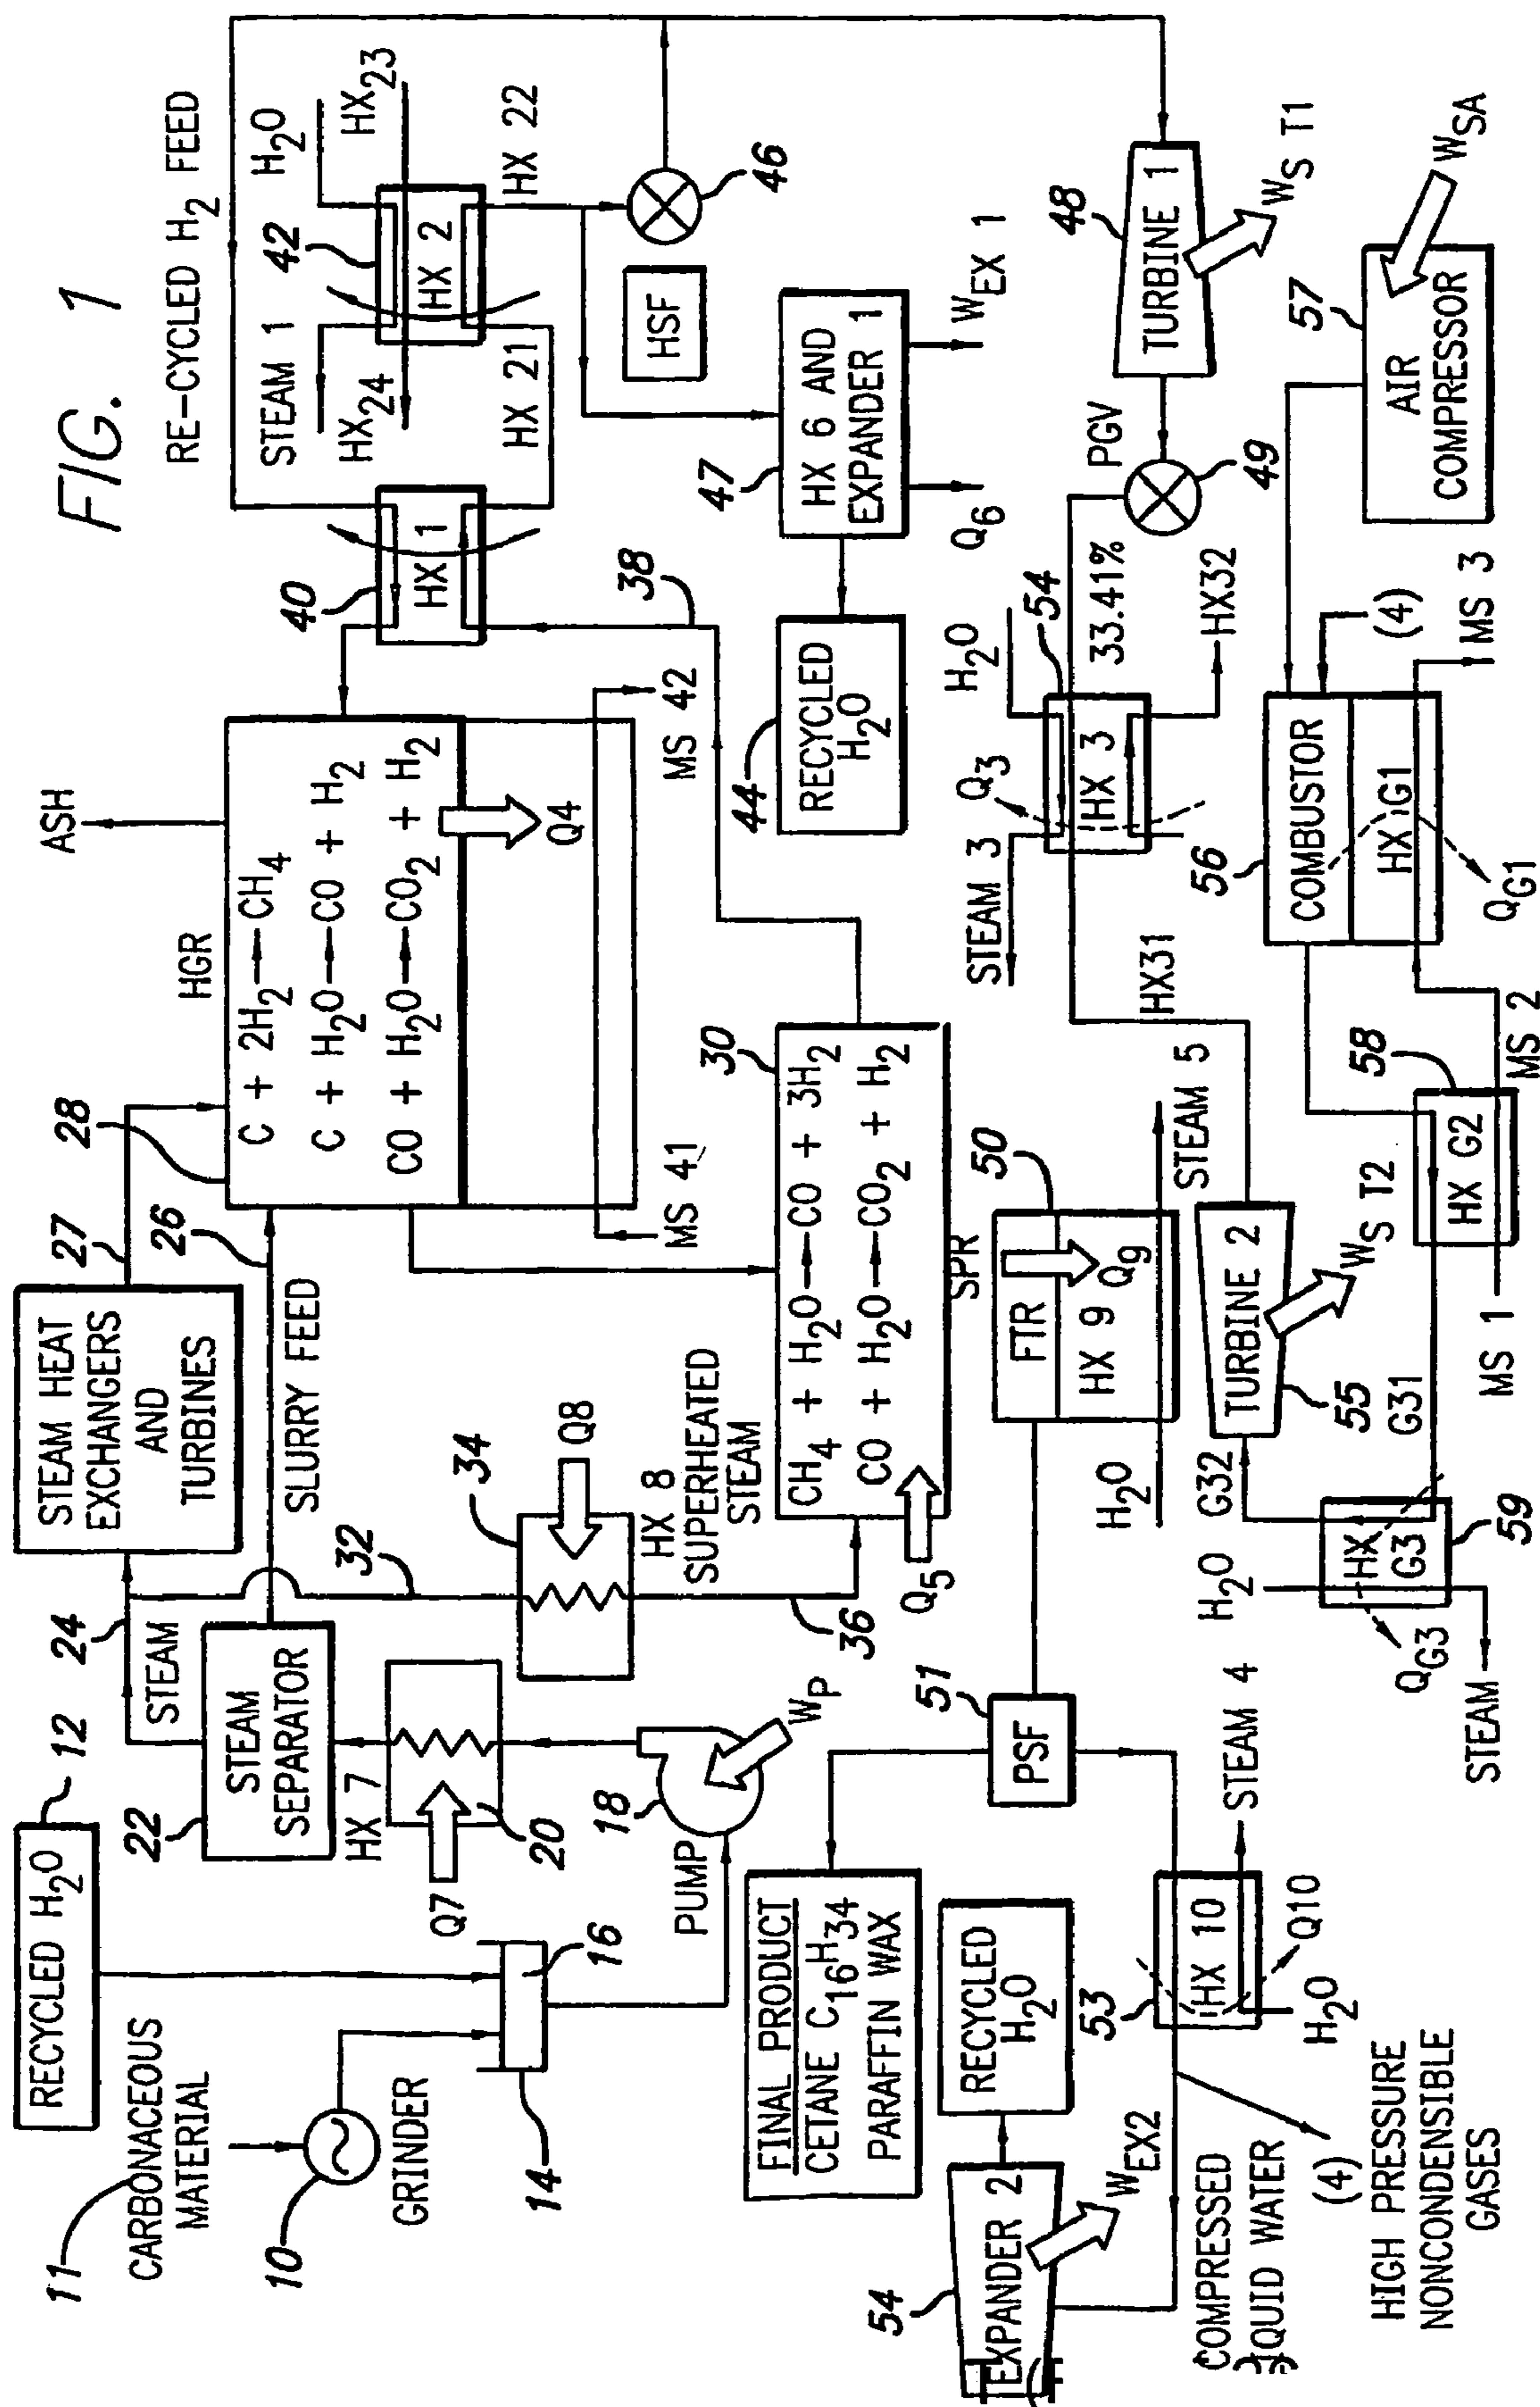 FIG. 1
RECYCLED H2O
12
11
CARBONACEOUS
MATERIAL
10
GRINDER
14
16
22
STEAM
SEPARATOR
STEAM
24
HX 7
Q7
20
18
PUMP
WP
STEAM HEAT
EXCHANGERS
AND
TURBINES
27
26
SLURRY FEED
32
34
Q8
HX 8
SUPERHEATED
STEAM
36
28
HGR
ASH
C + 2H2 → CH4
C + H2O → CO + H2
CO + H2O → CO2 + H2
Q4
MS 41
MS 42
30
CH4 + H2O → CO + 3H2
CO + H2O → CO2 + H2
Q5
SPR
38
RE-CYCLED H2 FEED
40
HX 1
42
HX 2
STEAM 1
H2O
HX23
HX24
HX 21
HX 22
46
HSF
47
HX 6 AND
EXPANDER 1
Q6
WEX 1
44
RECYCLED
H2O
48
TURBINE 1
WS T1
PGV
49
33.41%
54
H2O
HX 3
Q3
STEAM 3
HX32
HX31
50
FTR
HX 9
Q9
H2O
STEAM 5
51
PSF
FINAL PRODUCT
CETANE C16H34
PARAFFIN WAX
RECYCLED
H2O
54
EXPANDER 2
WEX2
53
HX 10
Q10
H2O
STEAM 4
COMPRESSED
LIQUID WATER
(4)
HIGH PRESSURE
NONCONDENSIBLE
GASES
TURBINE 2
55
WS T2
G32
G31
H2O
HX
G3
59
QG3
STEAM
58
HX G2
MS 1
MS 2
56
COMBUSTOR
HX G1
QG1
(4)
MS 3
57
AIR
COMPRESSOR
WSA